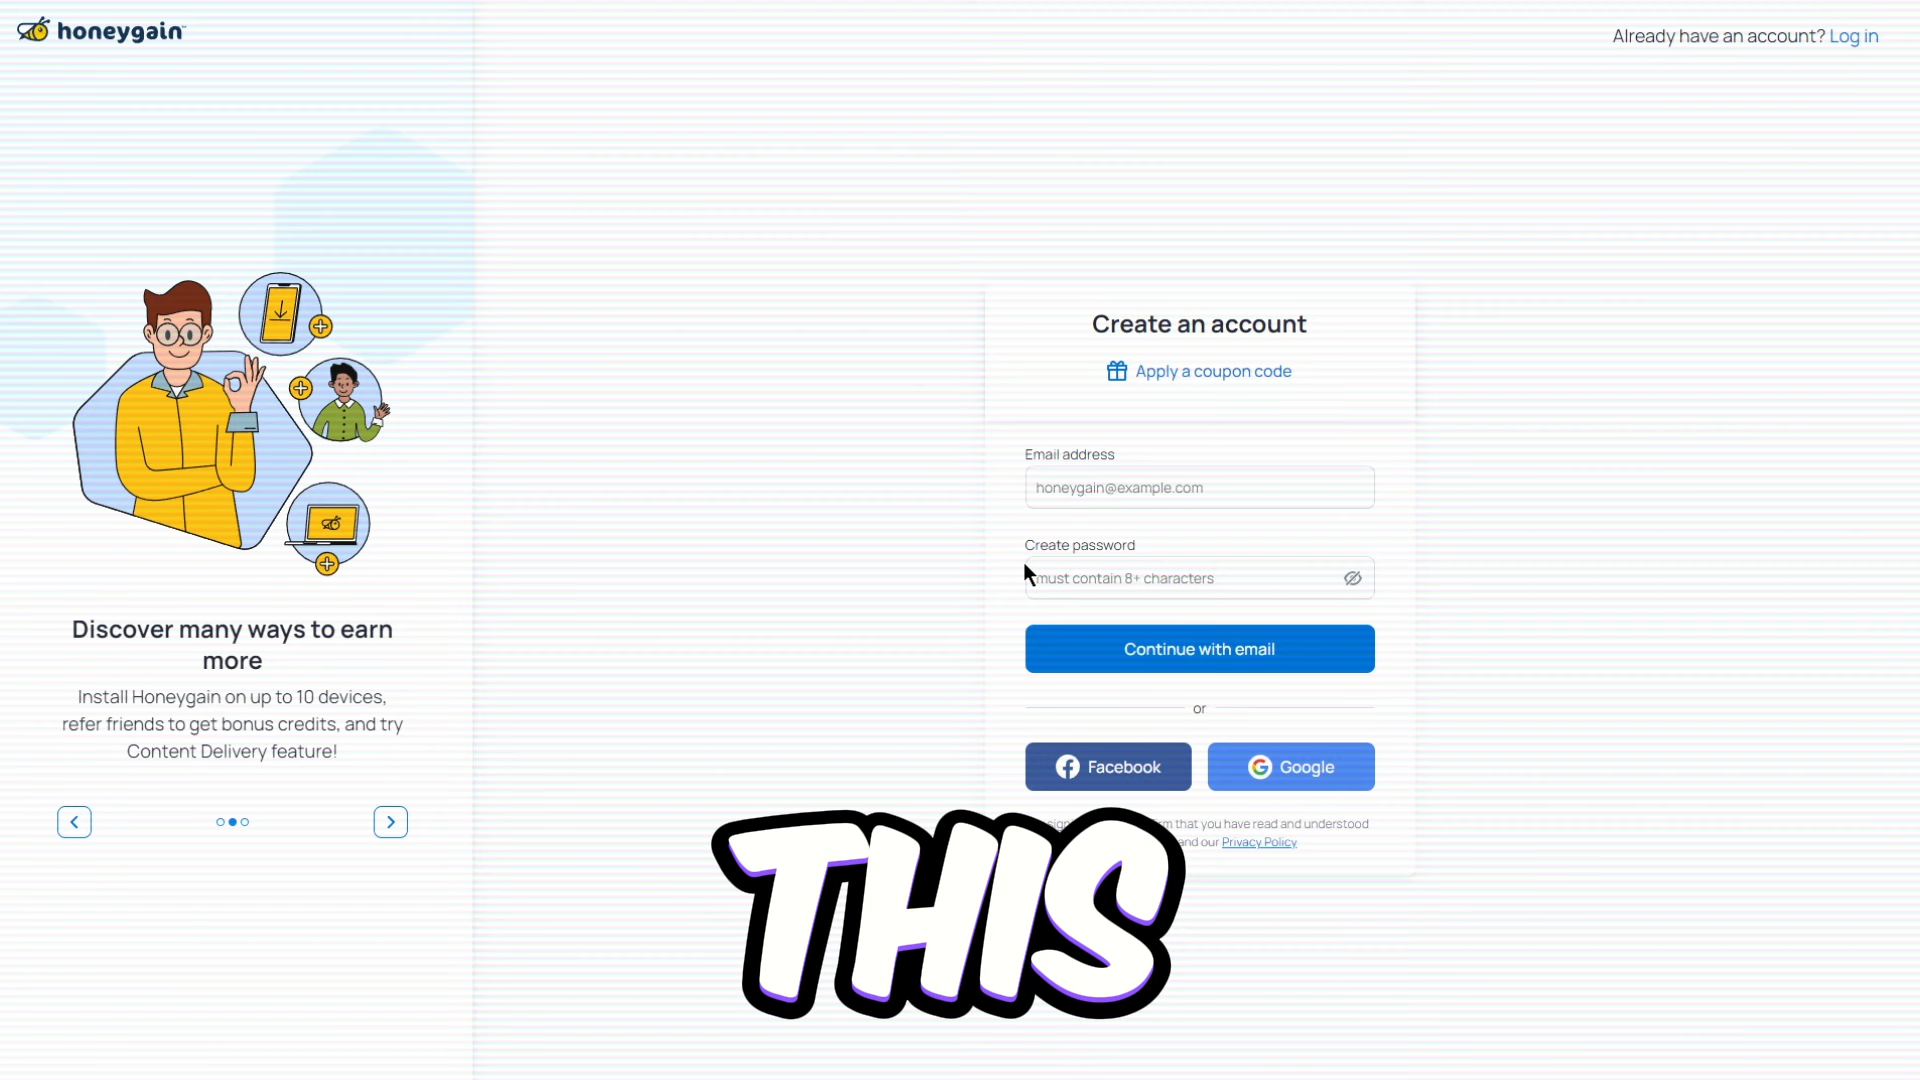 honeygain
Already have an account? Log in
Create an account
Apply a coupon code
Email address
honeygain@example.com
Create password
must contain 8+ characters
Continue with email
or
Facebook
Google
that you have read and understood
and our Privacy Policy
Discover many ways to earn
more
Install Honeygain on up to 10 devices,
refer friends to get bonus credits, and try
Content Delivery feature!
THIS